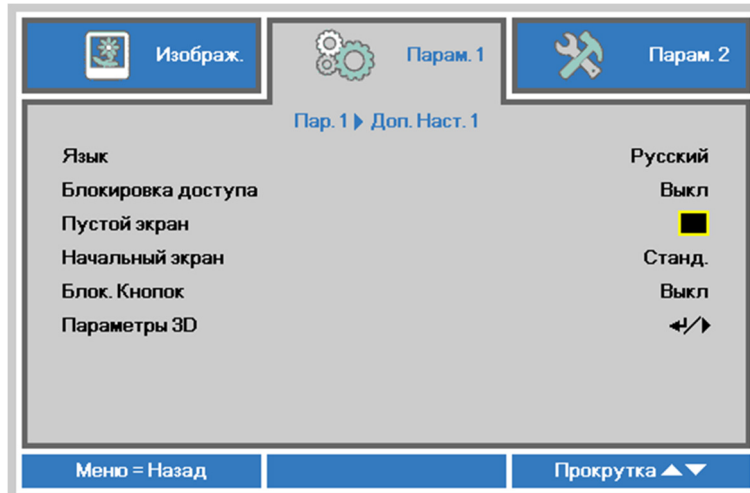 Изображ. Парам. 1 Парам. 2
Пар. 1 ▶ Доп. Наст. 1
Язык Русский
Блокировка доступа Выкл
Пустой экран
Начальный экран Станд.
Блок. Кнопок Выкл
Параметры 3D ↵/▶
Меню = Назад Прокрутка ▲▼